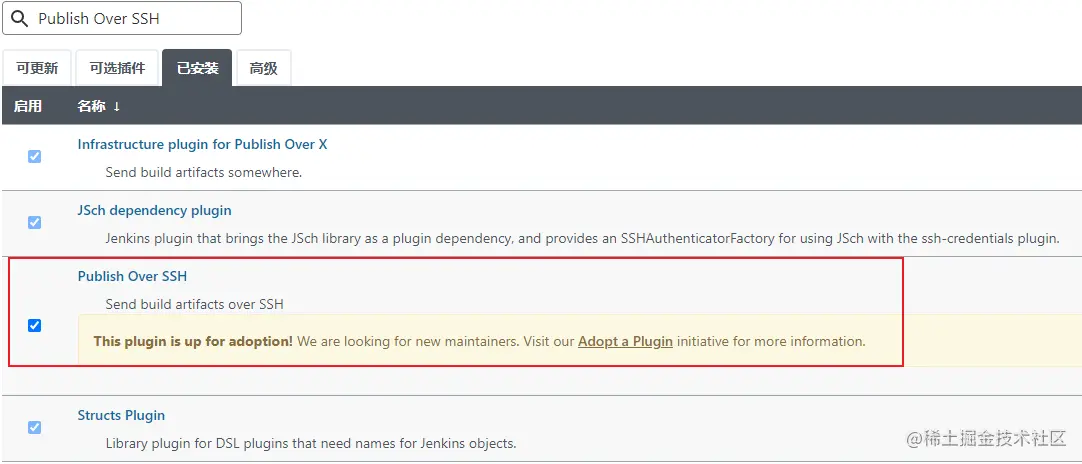 Publish Over SSH
可更新 可选插件 已安装 高级
启用 名称 ↓
Infrastructure plugin for Publish Over X
Send build artifacts somewhere.
JSch dependency plugin
Jenkins plugin that brings the JSch library as a plugin dependency, and provides an SSHAuthenticatorFactory for using JSch with the ssh-credentials plugin.
Publish Over SSH
Send build artifacts over SSH
This plugin is up for adoption! We are looking for new maintainers. Visit our Adopt a Plugin initiative for more information.
Structs Plugin
Library plugin for DSL plugins that need names for Jenkins objects.
@稀土掘金技术社区